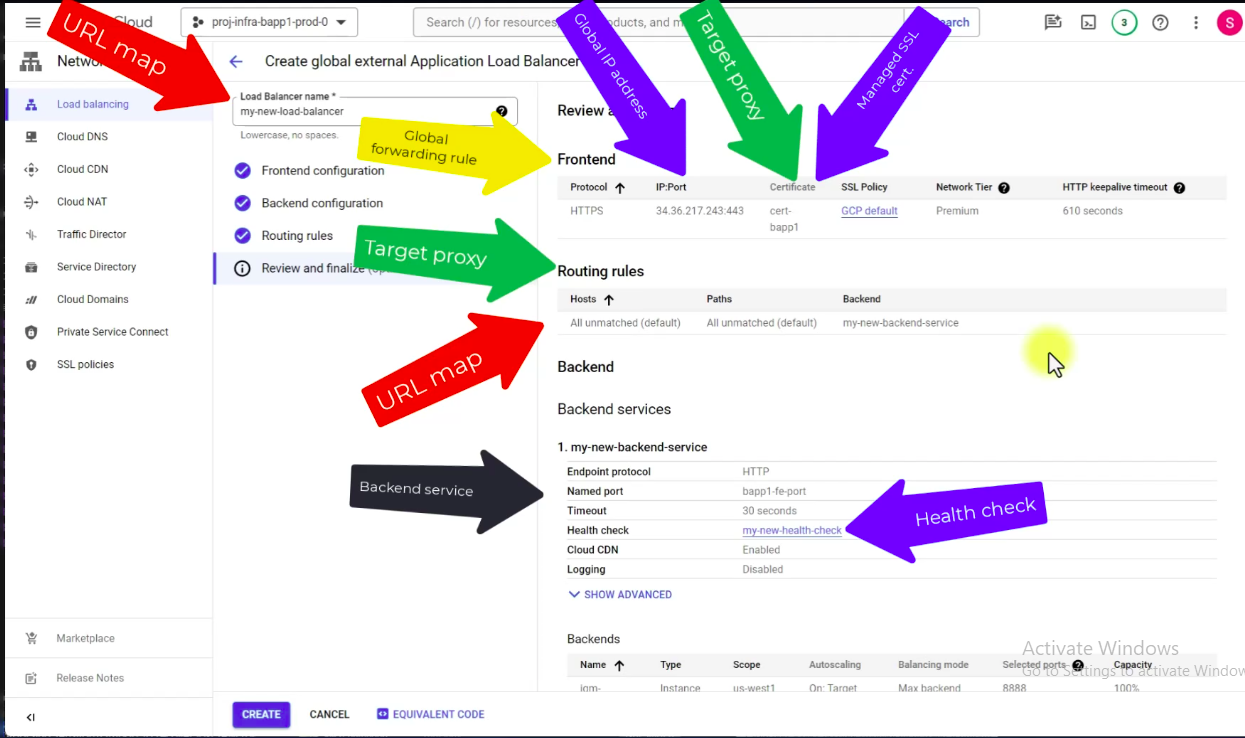 Cloud
proj-infra-bapp1-prod-0
Search (/) for resources,
3
S
URL map
Global IP address
Target proxy
Managed SSL
cert.
Create global external Application Load Balancer
Load balancing
Cloud DNS
Cloud CDN
Cloud NAT
Traffic Director
Service Directory
Cloud Domains
Private Service Connect
SSL policies
Marketplace
Release Notes
Load Balancer name *
my-new-load-balancer
Lowercase, no spaces.
Frontend configuration
Backend configuration
Routing rules
Review and finalize
Global
forwarding rule
Target proxy
URL map
Backend service
Health check
Frontend
Protocol IP:Port Certificate SSL Policy Network Tier HTTP keepalive timeout
HTTPS 34.36.217.243:443 cert- GCP default Premium 610 seconds
bapp1
Routing rules
Hosts Paths Backend
All unmatched (default) All unmatched (default) my-new-backend-service
Backend
Backend services
1. my-new-backend-service
Endpoint protocol HTTP
Named port bapp1-fe-port
Timeout 30 seconds
Health check my-new-health-check
Cloud CDN Enabled
Logging Disabled
SHOW ADVANCED
Backends
Name Type Scope Autoscaling Balancing mode Selected ports Capacity
Instance us-west1 On: Target Max backend 8888 100%
Activate Windows
Go to Settings to activate Window
CREATE CANCEL EQUIVALENT CODE